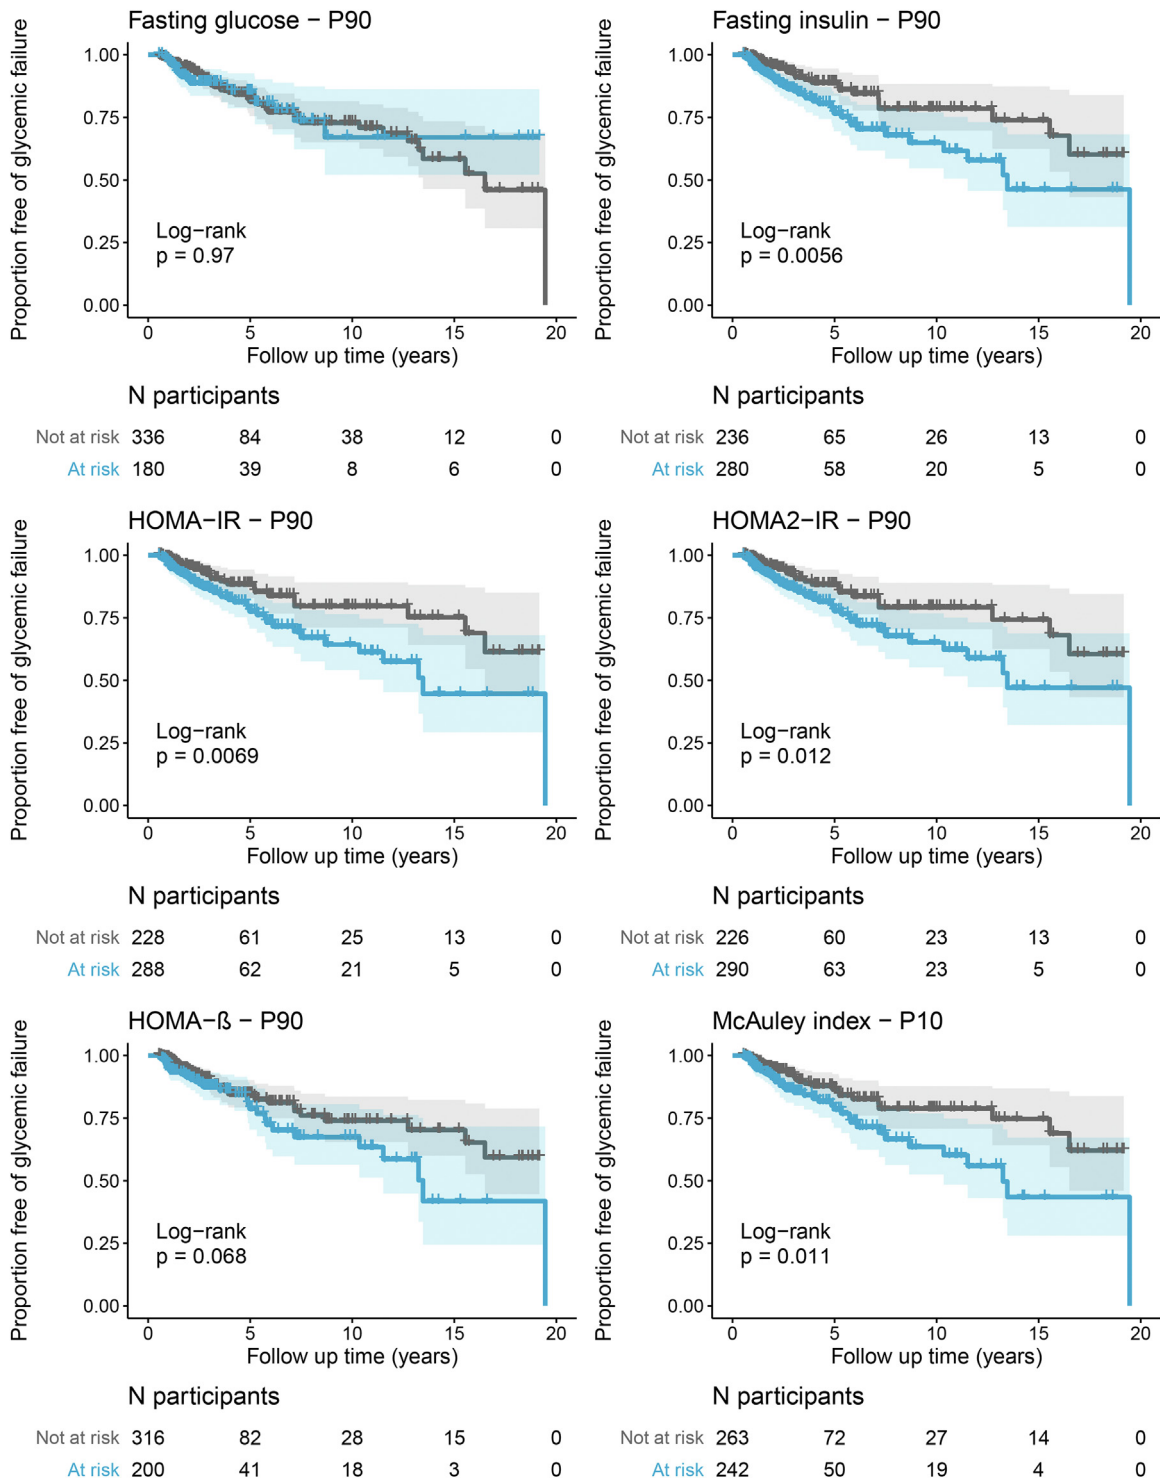 Fasting glucose − P90
Proportion free of glycemic failure
1.00
0.75
0.50
0.25
0.00
Log−rank
p = 0.97
0 5 10 15 20
Follow up time (years)
N participants
Not at risk 336 84 38 12 0
At risk 180 39 8 6 0
Fasting insulin − P90
Proportion free of glycemic failure
1.00
0.75
0.50
0.25
0.00
Log−rank
p = 0.0056
0 5 10 15 20
Follow up time (years)
N participants
Not at risk 236 65 26 13 0
At risk 280 58 20 5 0
HOMA−IR − P90
Proportion free of glycemic failure
1.00
0.75
0.50
0.25
0.00
Log−rank
p = 0.0069
0 5 10 15 20
Follow up time (years)
N participants
Not at risk 228 61 25 13 0
At risk 288 62 21 5 0
HOMA2−IR − P90
Proportion free of glycemic failure
1.00
0.75
0.50
0.25
0.00
Log−rank
p = 0.012
0 5 10 15 20
Follow up time (years)
N participants
Not at risk 226 60 23 13 0
At risk 290 63 23 5 0
HOMA−ß − P90
Proportion free of glycemic failure
1.00
0.75
0.50
0.25
0.00
Log−rank
p = 0.068
0 5 10 15 20
Follow up time (years)
N participants
Not at risk 316 82 28 15 0
At risk 200 41 18 3 0
McAuley index − P10
Proportion free of glycemic failure
1.00
0.75
0.50
0.25
0.00
Log−rank
p = 0.011
0 5 10 15 20
Follow up time (years)
N participants
Not at risk 263 72 27 14 0
At risk 242 50 19 4 0